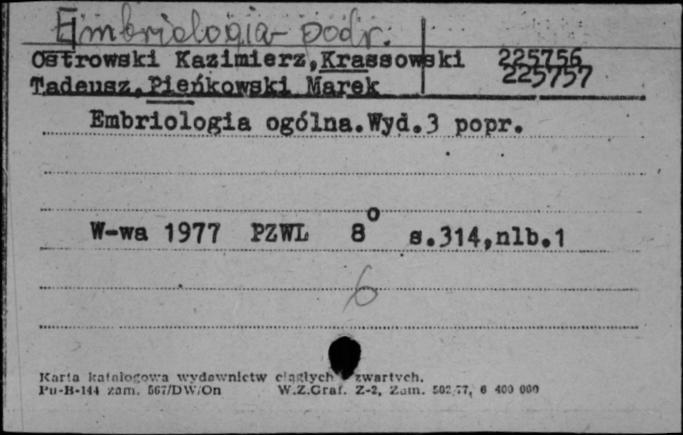 Embriologia podr.
Ostrowski Kazimierz, Krassowski 225756
Tadeusz, Pieńkowski Marek 225757
Embriologia ogólna. Wyd. 3 popr.
W-wa 1977 PZWL 8° s. 314, nlb. 1
6
Karta katalogowa wydawnictw ciągłych zwartych.
Pu-B-144 zam. 567/DW/On W.Z.Graf. Z-2, Zam. 502/77, 6 400 000